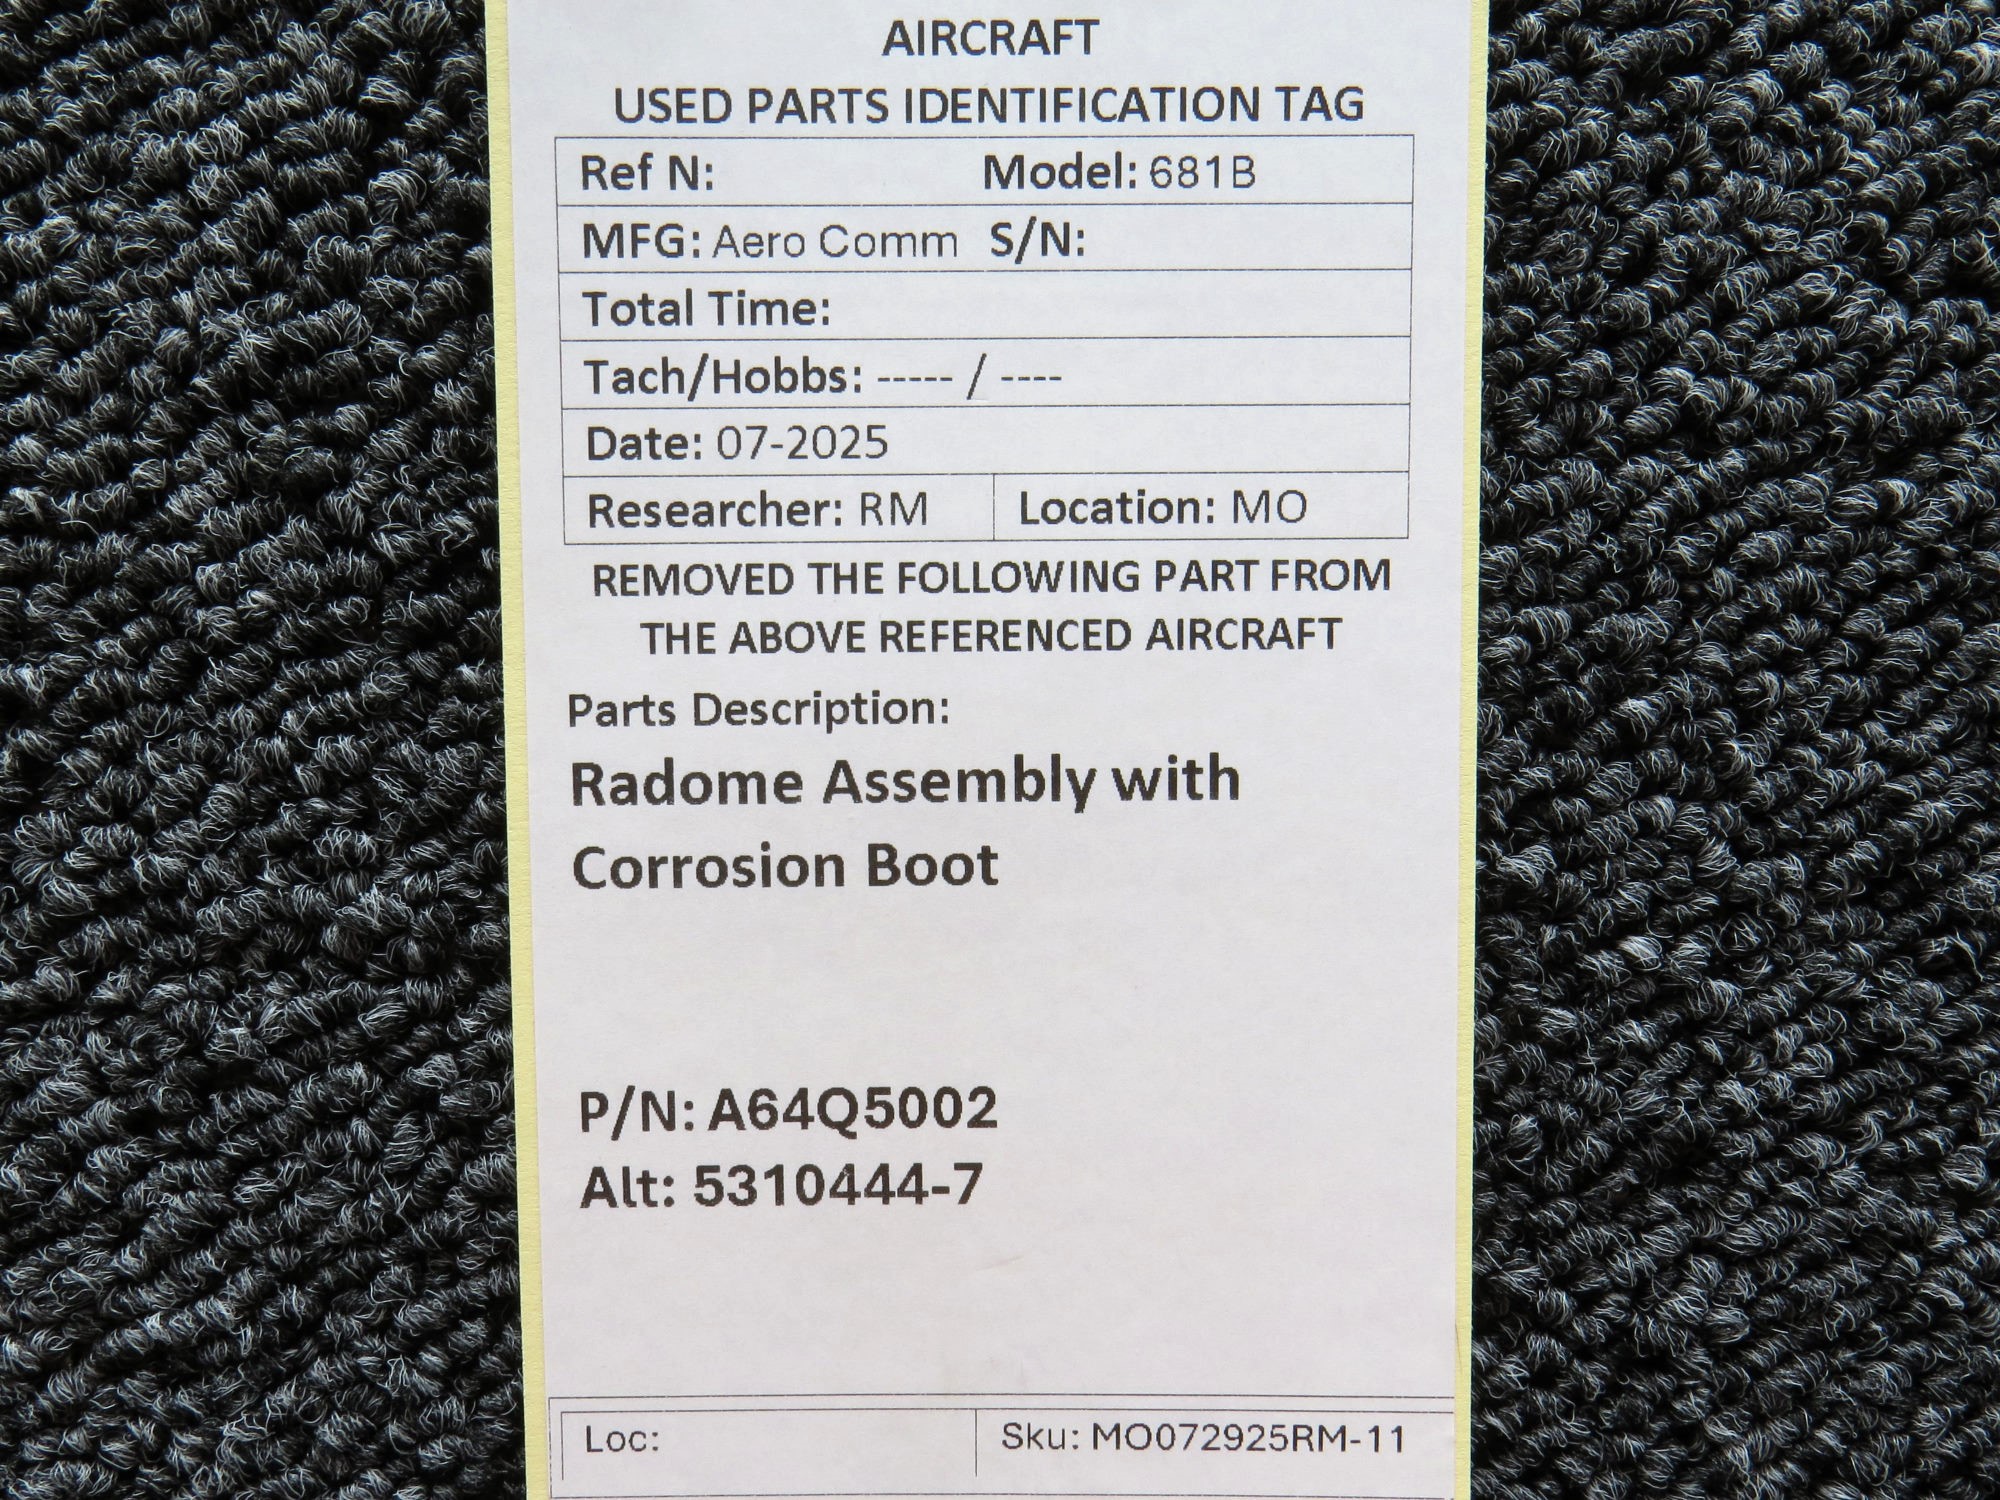 AIRCRAFT
USED PARTS IDENTIFICATION TAG
Ref N: Model: 681B
MFG: Aero Comm S/N:
Total Time:
Tach/Hobbs: ----- / ----
Date: 07-2025
Researcher: RM Location: MO
REMOVED THE FOLLOWING PART FROM
THE ABOVE REFERENCED AIRCRAFT
Parts Description:
Radome Assembly with
Corrosion Boot
P/N: A64Q5002
Alt: 5310444-7
Loc: Sku: MO072925RM-11